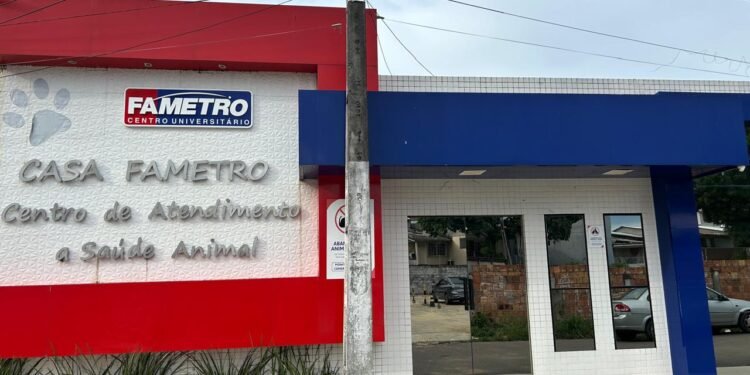 FAMETRO
CENTRO UNIVERSITÁRIO
CASA FAMETRO
Centro de Atendimento
a Saúde Animal